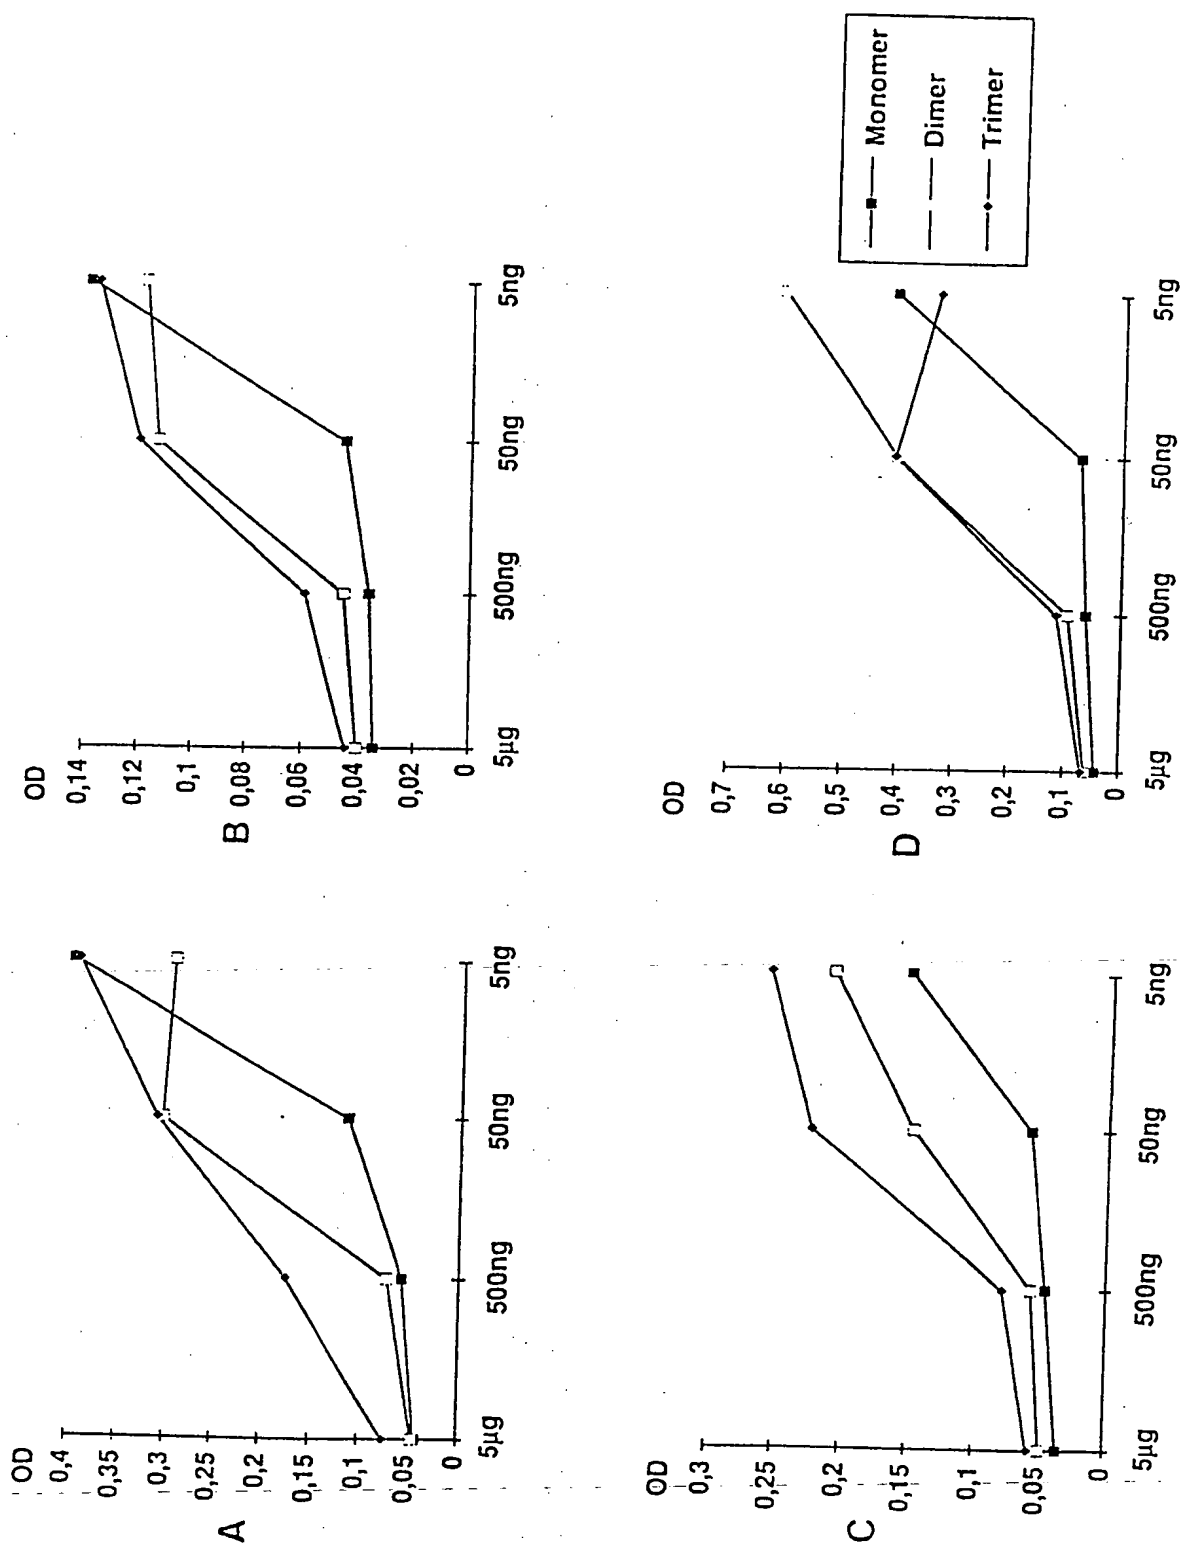 A
OD
0,4
0,35
0,3
0,25
0,2
0,15
0,1
0,05
0
5µg
500ng
50ng
5ng
B
OD
0,14
0,12
0,1
0,08
0,06
0,04
0,02
0
5µg
500ng
50ng
5ng
C
OD
0,3
0,25
0,2
0,15
0,1
0,05
0
5µg
500ng
50ng
5ng
D
OD
0,7
0,6
0,5
0,4
0,3
0,2
0,1
0
5µg
500ng
50ng
5ng
Monomer
Dimer
Trimer